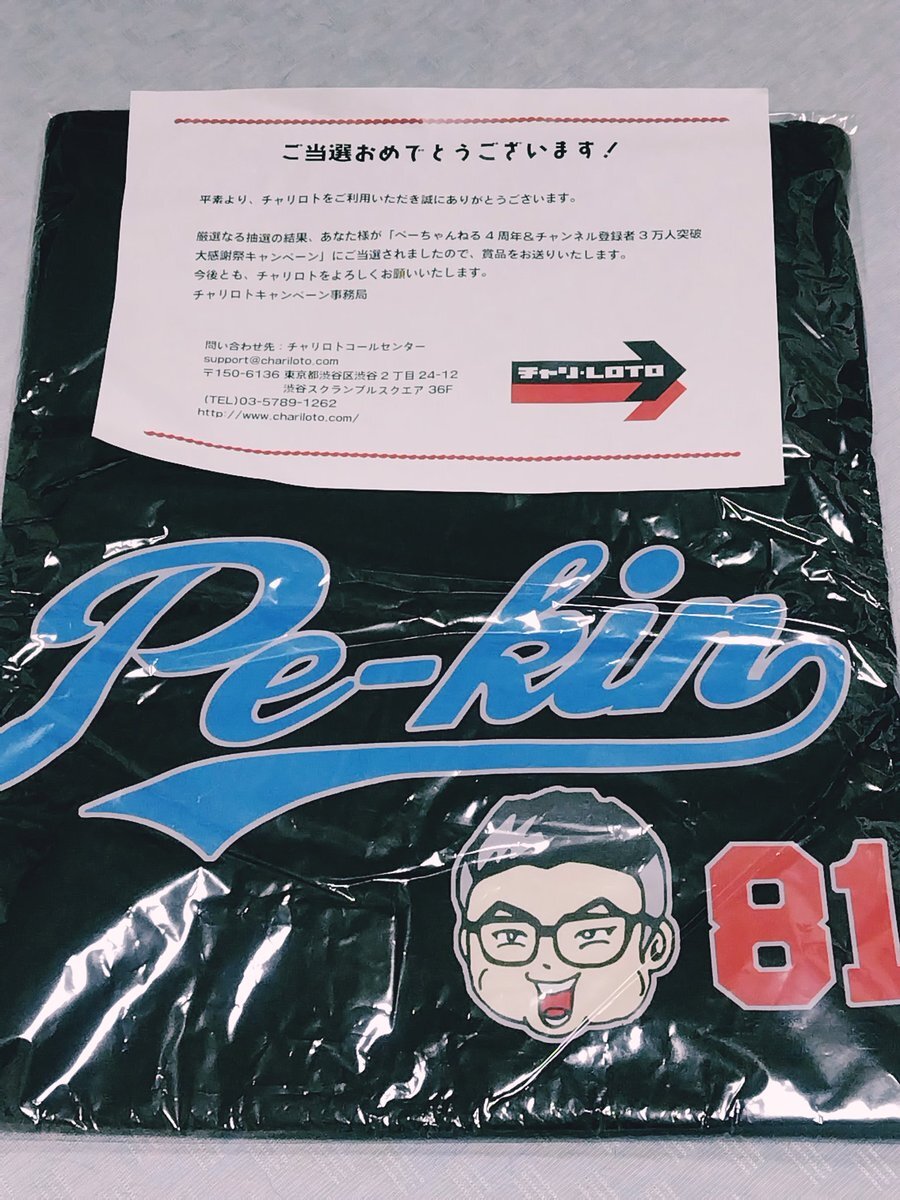 ご当選おめでとうございます!
平素より、チャリロトをご利用いただき誠にありがとうございます。
厳選なる抽選の結果、あなた様が「ぺーちゃんねる4周年&チャンネル登録者3万人突破
大感謝祭キャンペーン」にご当選されましたので、賞品をお送りいたします。
今後とも、チャリロトをよろしくお願いいたします。
チャリロトキャンペーン事務局
問い合わせ先:チャリロトコールセンター
support@chariloto.com
〒150-6136 東京都渋谷区渋谷2丁目24-12
渋谷スクランブルスクエア 36F
(TEL)03-5789-1262
http://www.chariloto.com/
チャリ・LOTO
Pe-kin
81